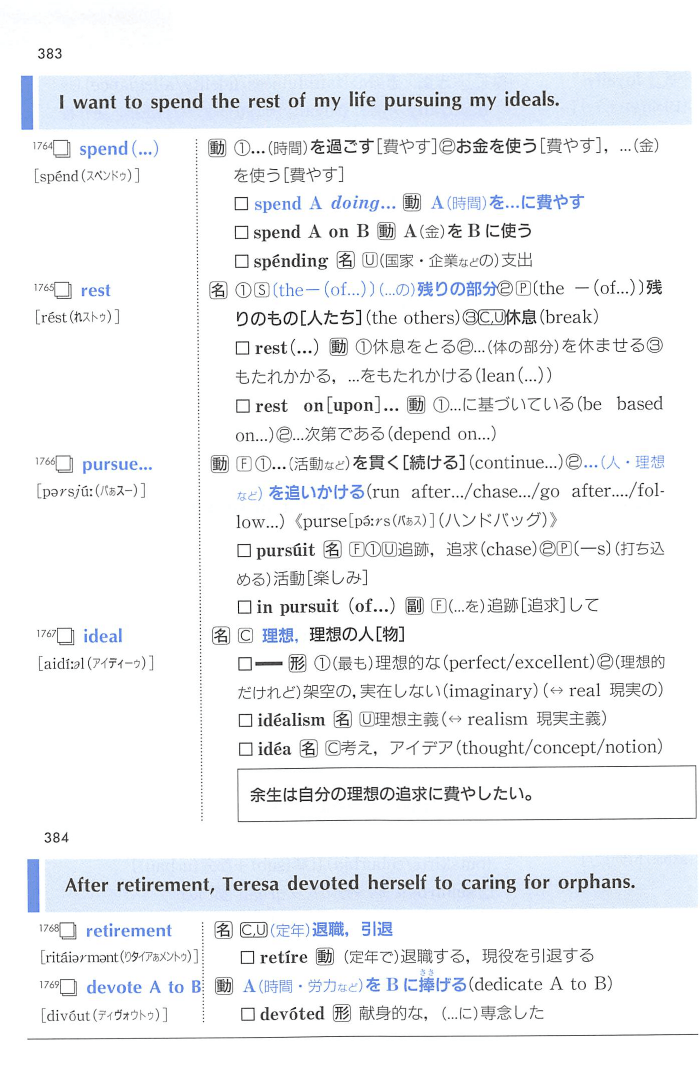 383
I want to spend the rest of my life pursuing my ideals.
1764 □ spend(...) 動 ①...(時間)を過ごす[費やす]②お金を使う[費やす], ...(金)
[spénd(スペンドゥ)] を使う[費やす]
□ spend A doing... 動 A(時間)を...に費やす
□ spend A on B 動 A(金)をBに使う
□ spénding 名 Ⓤ(国家・企業などの)支出
1765 □ rest 名 ①Ⓢ(the－(of...))(...の)残りの部分②Ⓟ(the －(of...))残
[rést(れストゥ)] りのもの[人たち](the others)③C,U休息(break)
□ rest(...) 動 ①休息をとる②...(体の部分)を休ませる③
もたれかかる, ...をもたれかける(lean(...))
□ rest on[upon]... 動 ①...に基づいている(be based
on...)②...次第である(depend on...)
1766 □ pursue... 動 F①...(活動など)を貫く[続ける](continue...)②...(人・理想
[pərsjúː(パぁスー)] など)を追いかける(run after.../chase.../go after..../fol-
low...)《purse[pə́ːrs(パぁス)](ハンドバッグ)》
□ pursúit 名 F①U追跡, 追求(chase)②P(—s)(打ち込
める)活動[楽しみ]
□ in pursuit (of...) 副 F(...を)追跡[追求]して
1767 □ ideal 名 C 理想, 理想の人[物]
[aidíːəl(アイディーゥ)] □━ 形 ①(最も)理想的な(perfect/excellent)②(理想的
だけれど)架空の, 実在しない(imaginary)(↔ real 現実の)
□ idéalism 名 U理想主義(↔ realism 現実主義)
□ idéa 名 C考え, アイデア(thought/concept/notion)
余生は自分の理想の追求に費やしたい。
384
After retirement, Teresa devoted herself to caring for orphans.
1768 □ retirement 名 C,U(定年)退職, 引退
[ritáiərmənt(りタイアぁメントゥ)] □ retíre 動 (定年で)退職する, 現役を引退する
1769 □ devote A to B 動 A(時間・労力など)をBに捧(ささ)げる(dedicate A to B)
[divóut(ディヴォウトゥ)] □ devóted 形 献身的な, (...に)専念した